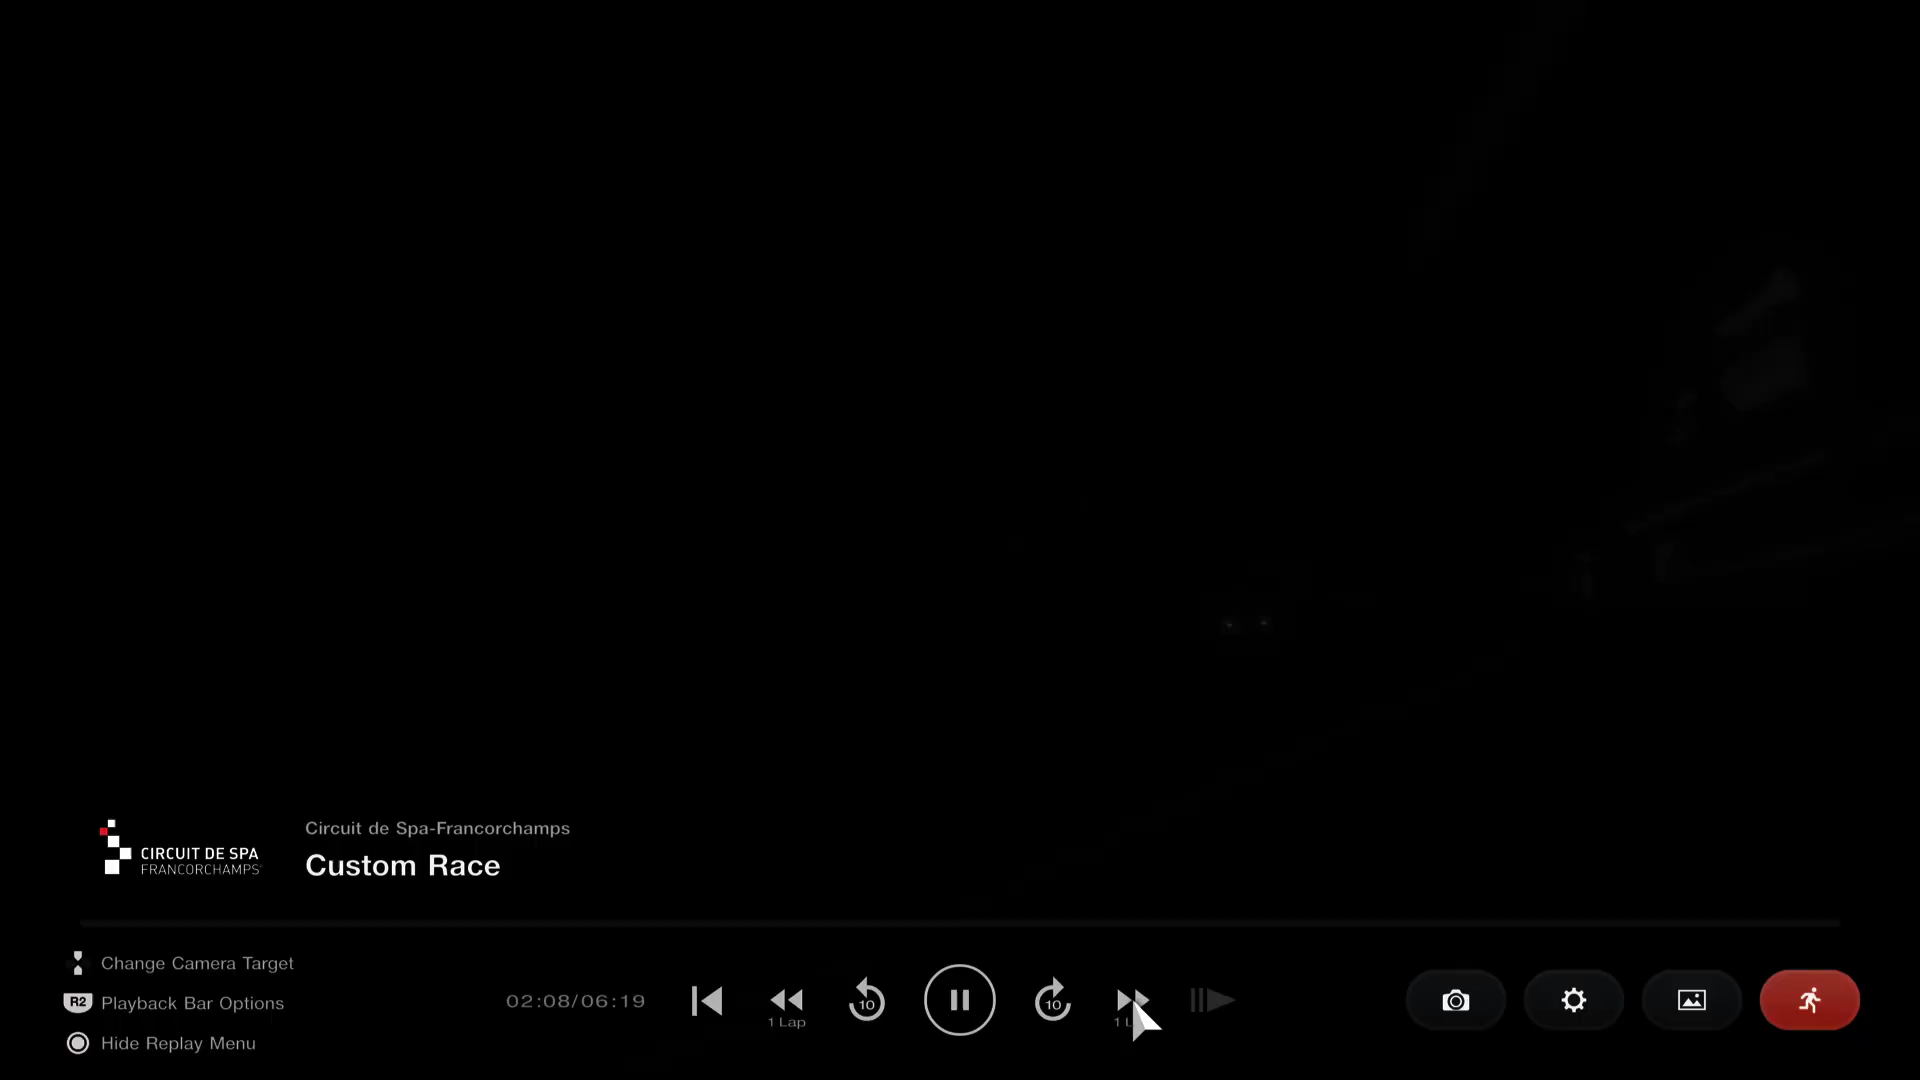 Circuit de Spa-Francorchamps
CIRCUIT DE SPA
FRANCORCHAMPS
Custom Race
Change Camera Target
R2 Playback Bar Options
Hide Replay Menu
02:08/06:19
1 Lap
10
10
1 L